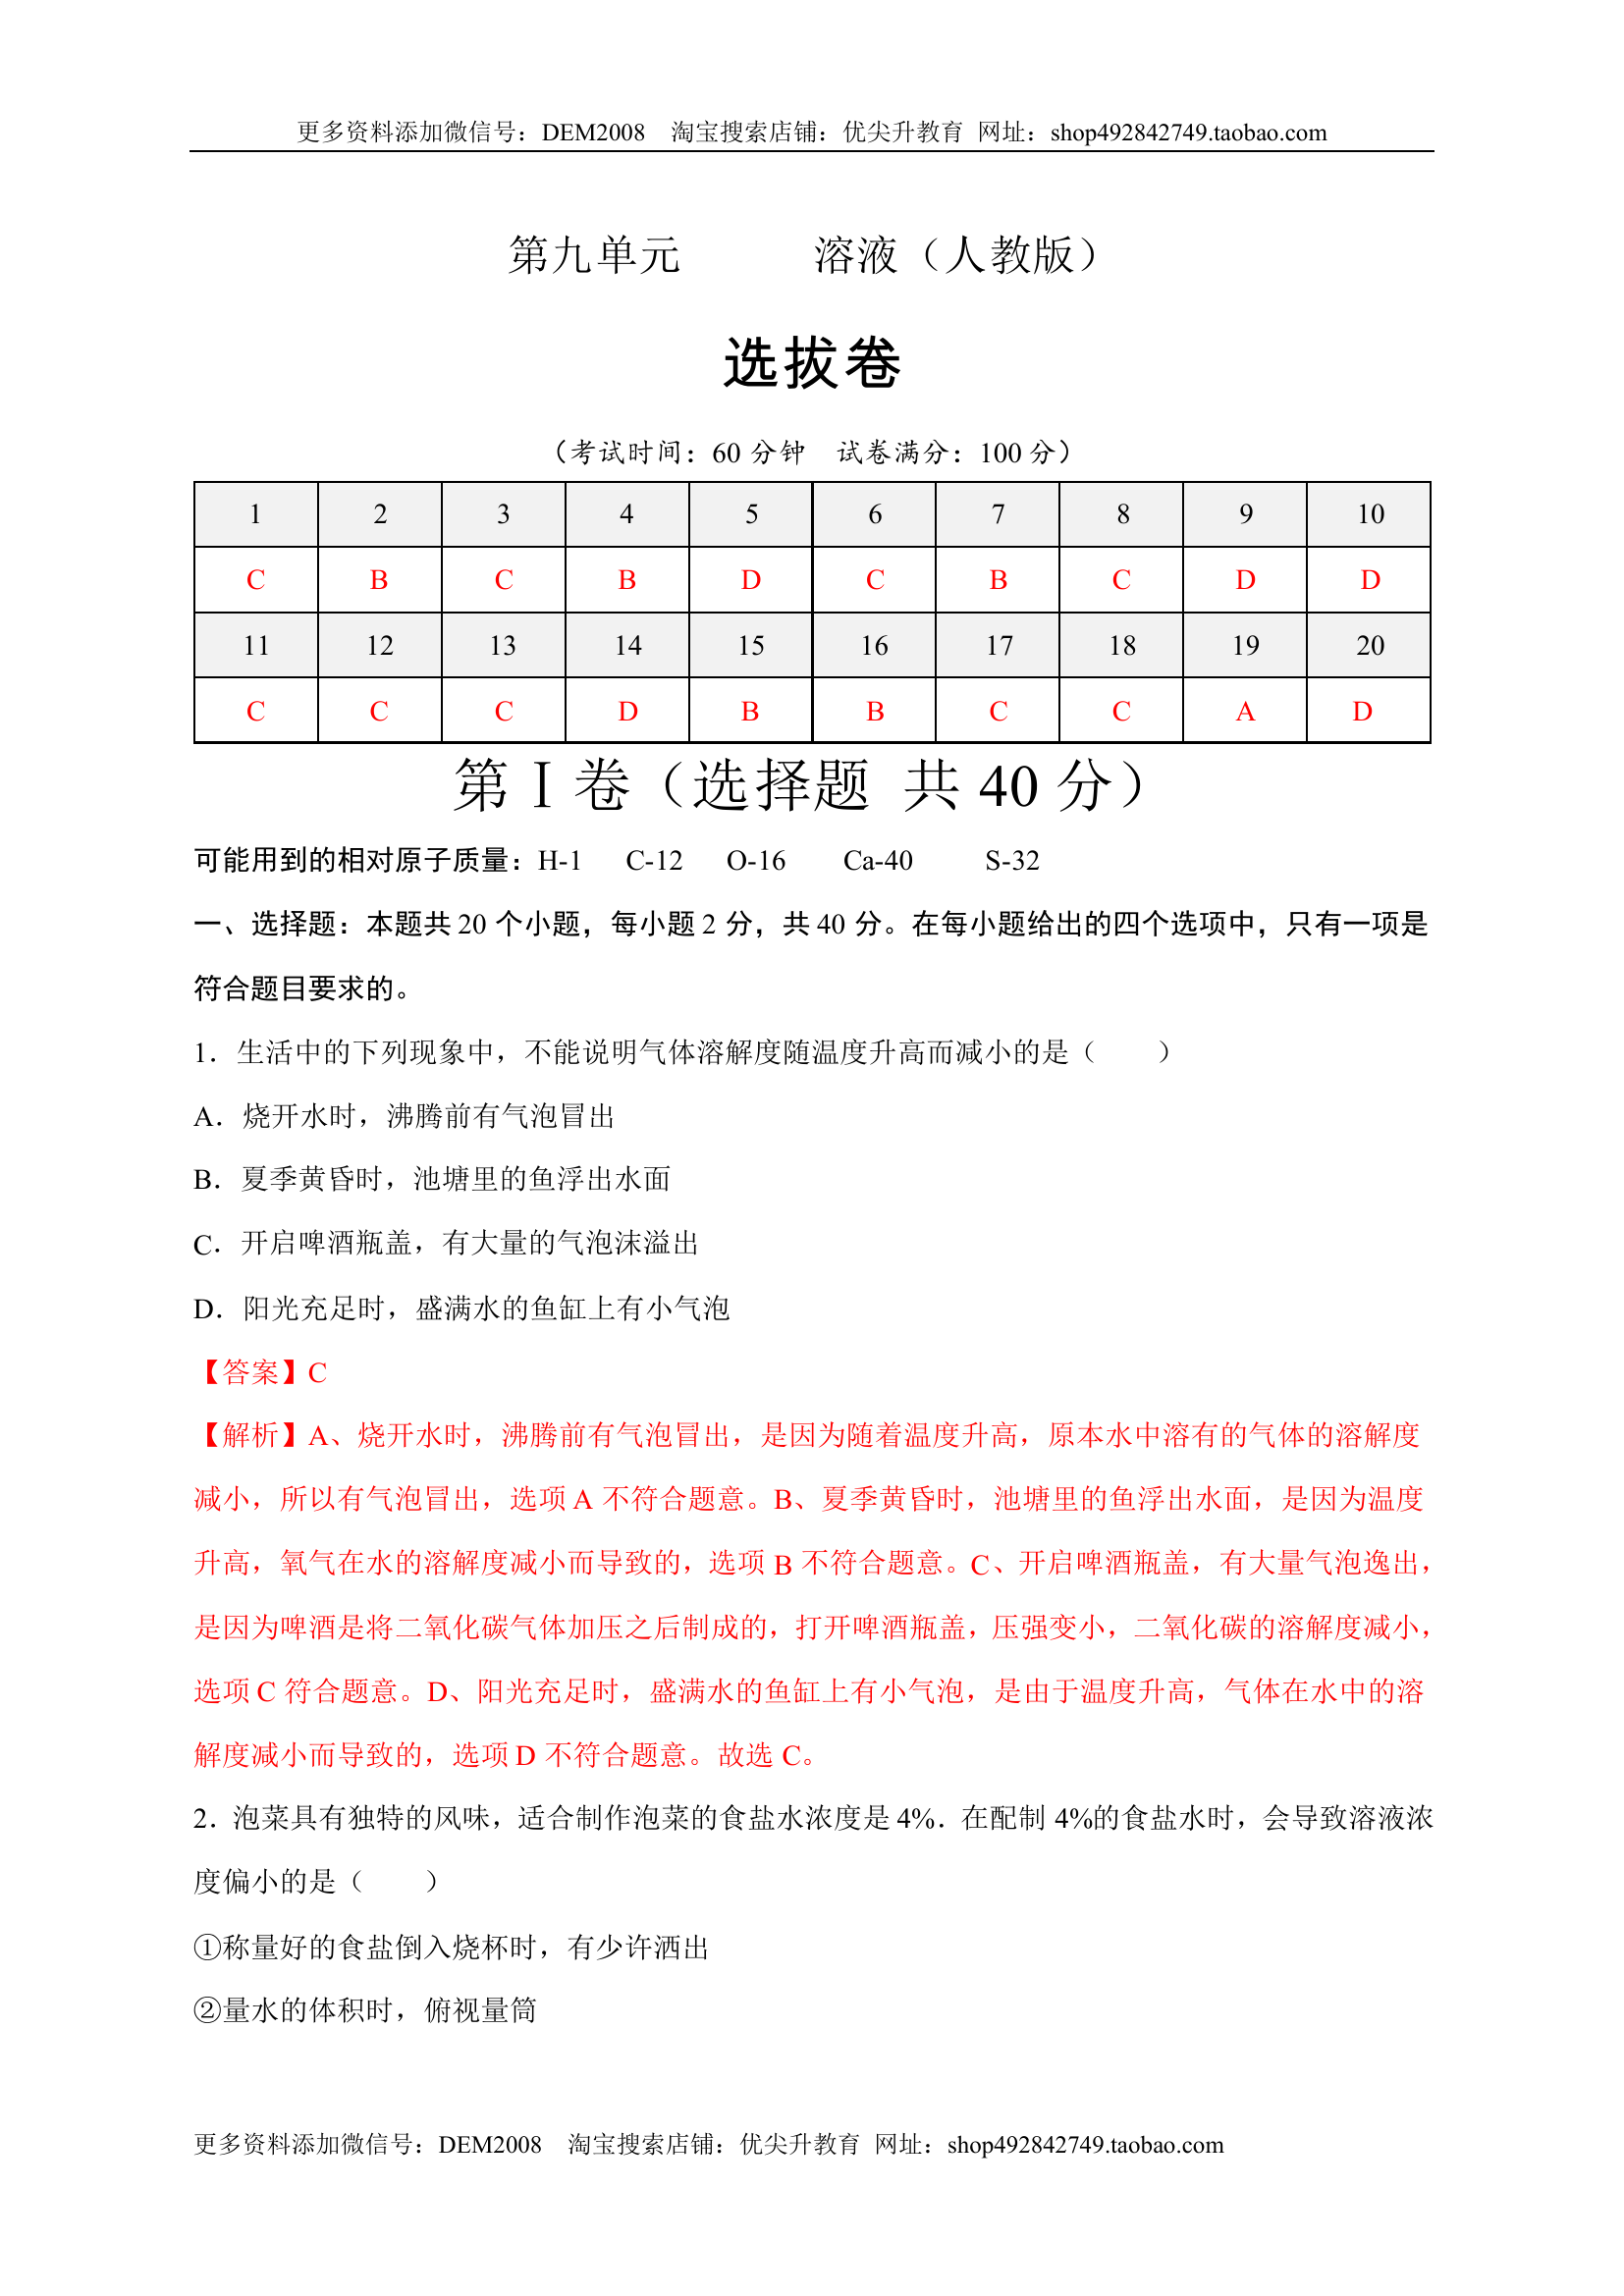 更多资料添加微信号：DEM2008 淘宝搜索店铺：优尖升教育 网址：shop492842749.taobao.com
第九单元 溶液（人教版）
选拔卷
（考试时间：60 分钟 试卷满分：100 分）
1 2 3 4 5 6 7 8 9 10
C B C B D C B C D D
11 12 13 14 15 16 17 18 19 20
C C C D B B C C A D
第Ⅰ卷（选择题 共 40 分）
可能用到的相对原子质量：H-1 C-12 O-16 Ca-40 S-32
一、选择题：本题共 20 个小题，每小题 2 分，共 40 分。在每小题给出的四个选项中，只有一项是
符合题目要求的。
1．生活中的下列现象中，不能说明气体溶解度随温度升高而减小的是（ ）
A．烧开水时，沸腾前有气泡冒出
B．夏季黄昏时，池塘里的鱼浮出水面
C．开启啤酒瓶盖，有大量的气泡沫溢出
D．阳光充足时，盛满水的鱼缸上有小气泡
【答案】C
【解析】A、烧开水时，沸腾前有气泡冒出，是因为随着温度升高，原本水中溶有的气体的溶解度
减小，所以有气泡冒出，选项 A 不符合题意。B、夏季黄昏时，池塘里的鱼浮出水面，是因为温度
升高，氧气在水的溶解度减小而导致的，选项 B 不符合题意。C、开启啤酒瓶盖，有大量气泡逸出，
是因为啤酒是将二氧化碳气体加压之后制成的，打开啤酒瓶盖，压强变小，二氧化碳的溶解度减小，
选项 C 符合题意。D、阳光充足时，盛满水的鱼缸上有小气泡，是由于温度升高，气体在水中的溶
解度减小而导致的，选项 D 不符合题意。故选 C。
2．泡菜具有独特的风味，适合制作泡菜的食盐水浓度是 4%．在配制 4%的食盐水时，会导致溶液浓
度偏小的是（ ）
①称量好的食盐倒入烧杯时，有少许洒出
②量水的体积时，俯视量筒
更多资料添加微信号：DEM2008 淘宝搜索店铺：优尖升教育 网址：shop492842749.taobao.com